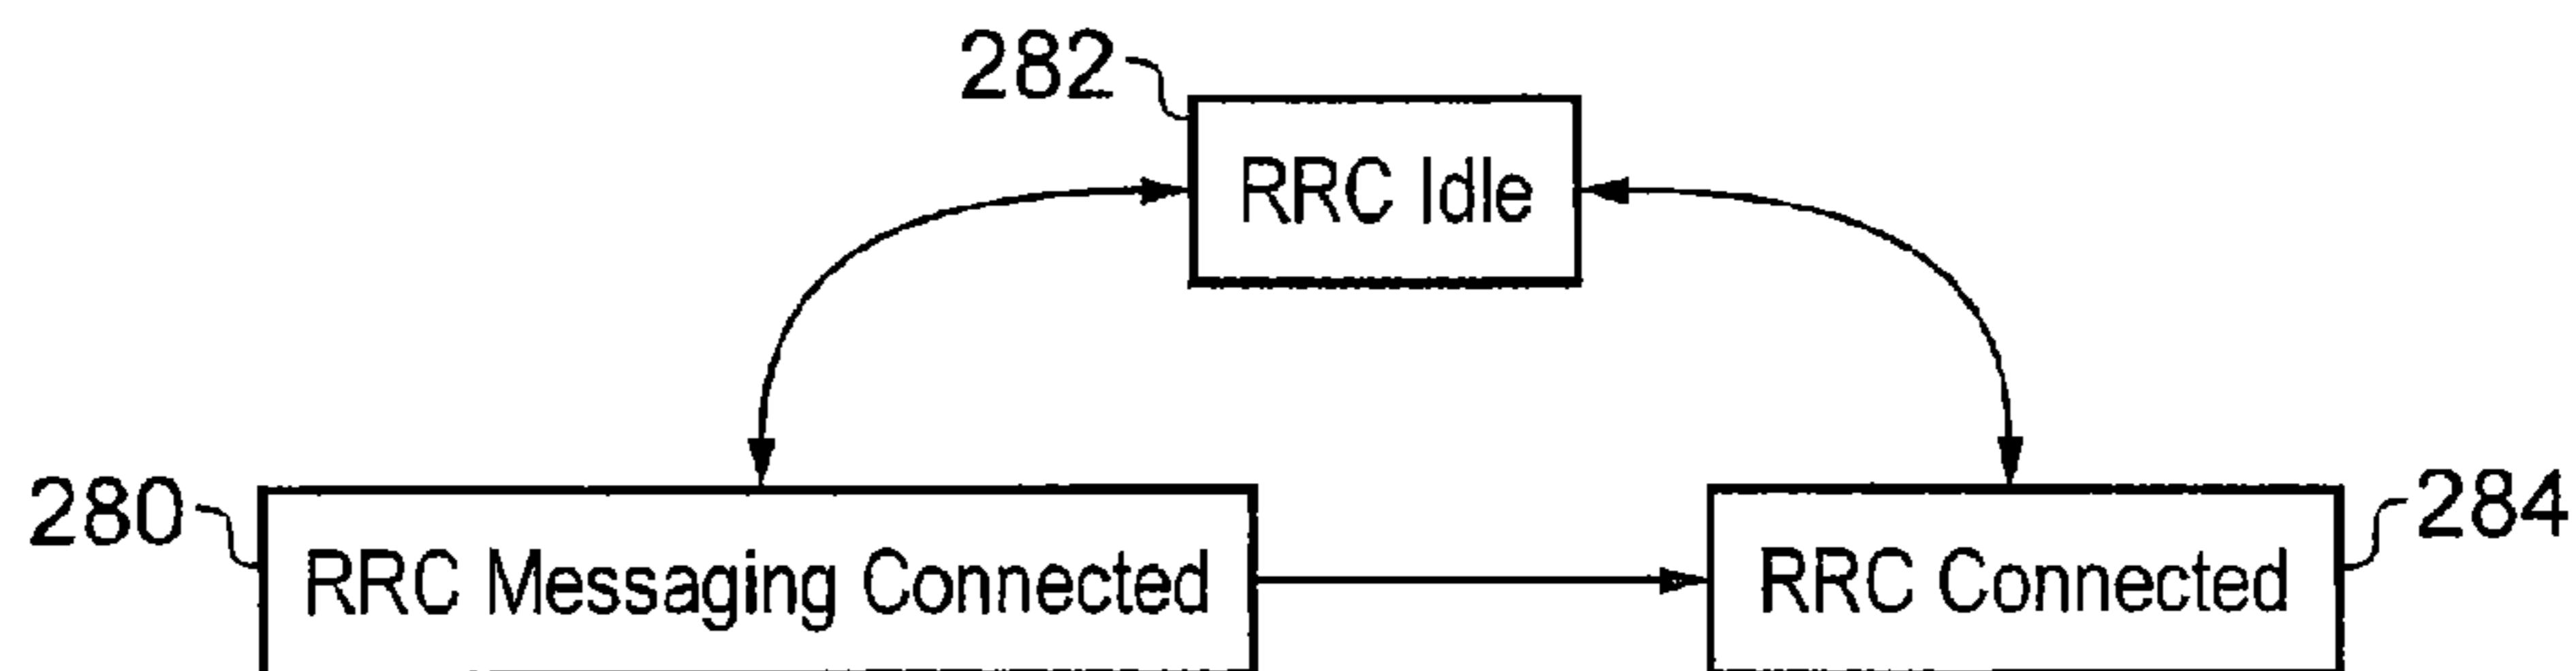 282
RRC Idle
280
RRC Messaging Connected
RRC Connected
284